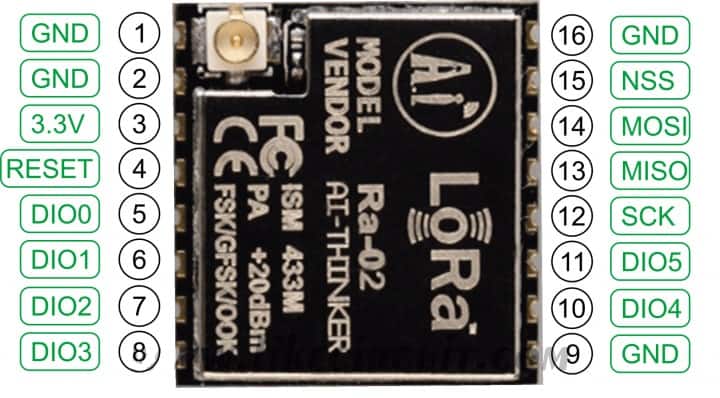 GND NSS MOSI MISO SCK DIO5 DIO4 GND
16 15 14 13 12 11 10 9
A.i LoRa™
MODEL Ra-02
VENDOR AI-THINKER
FC ISM 433M
CE PA +20dBm
FSK/GFSK/OOK
1 2 3 4 5 6 7 8
GND GND 3.3V RESET DIO0 DIO1 DIO2 DIO3